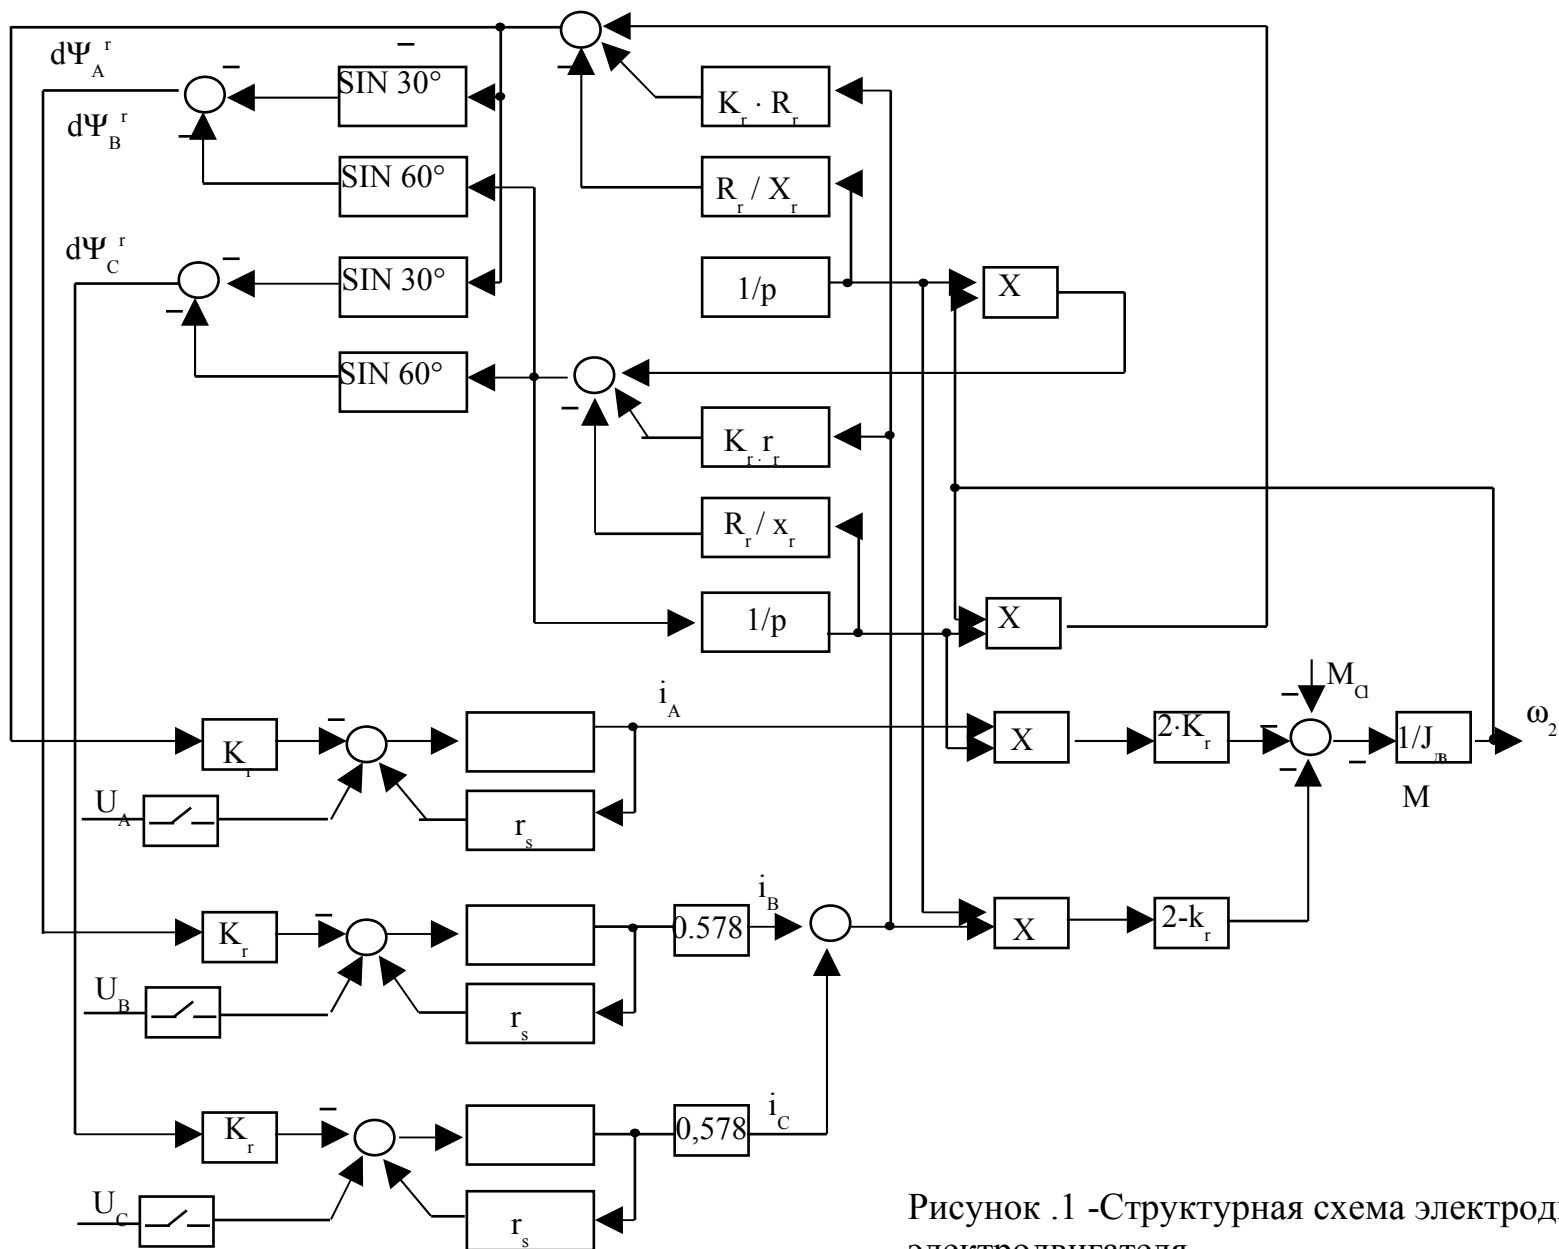 dΨ_A^r
SIN 30°
K_r · R_r
dΨ_B^r
SIN 60°
R_r / X_r
dΨ_C^r
SIN 30°
1/p
X
SIN 60°
K_r . r_r
R_r / x_r
1/p
X
M_Cl
i_A
K_r
X
2·K_r
1/J_дв
ω_2
M
U_A
r_s
i_B
K_r
0.578
X
2-k_r
U_B
r_s
i_C
K_r
0,578
U_C
r_s
Рисунок .1 -Структурная схема электрод
электродвигателя